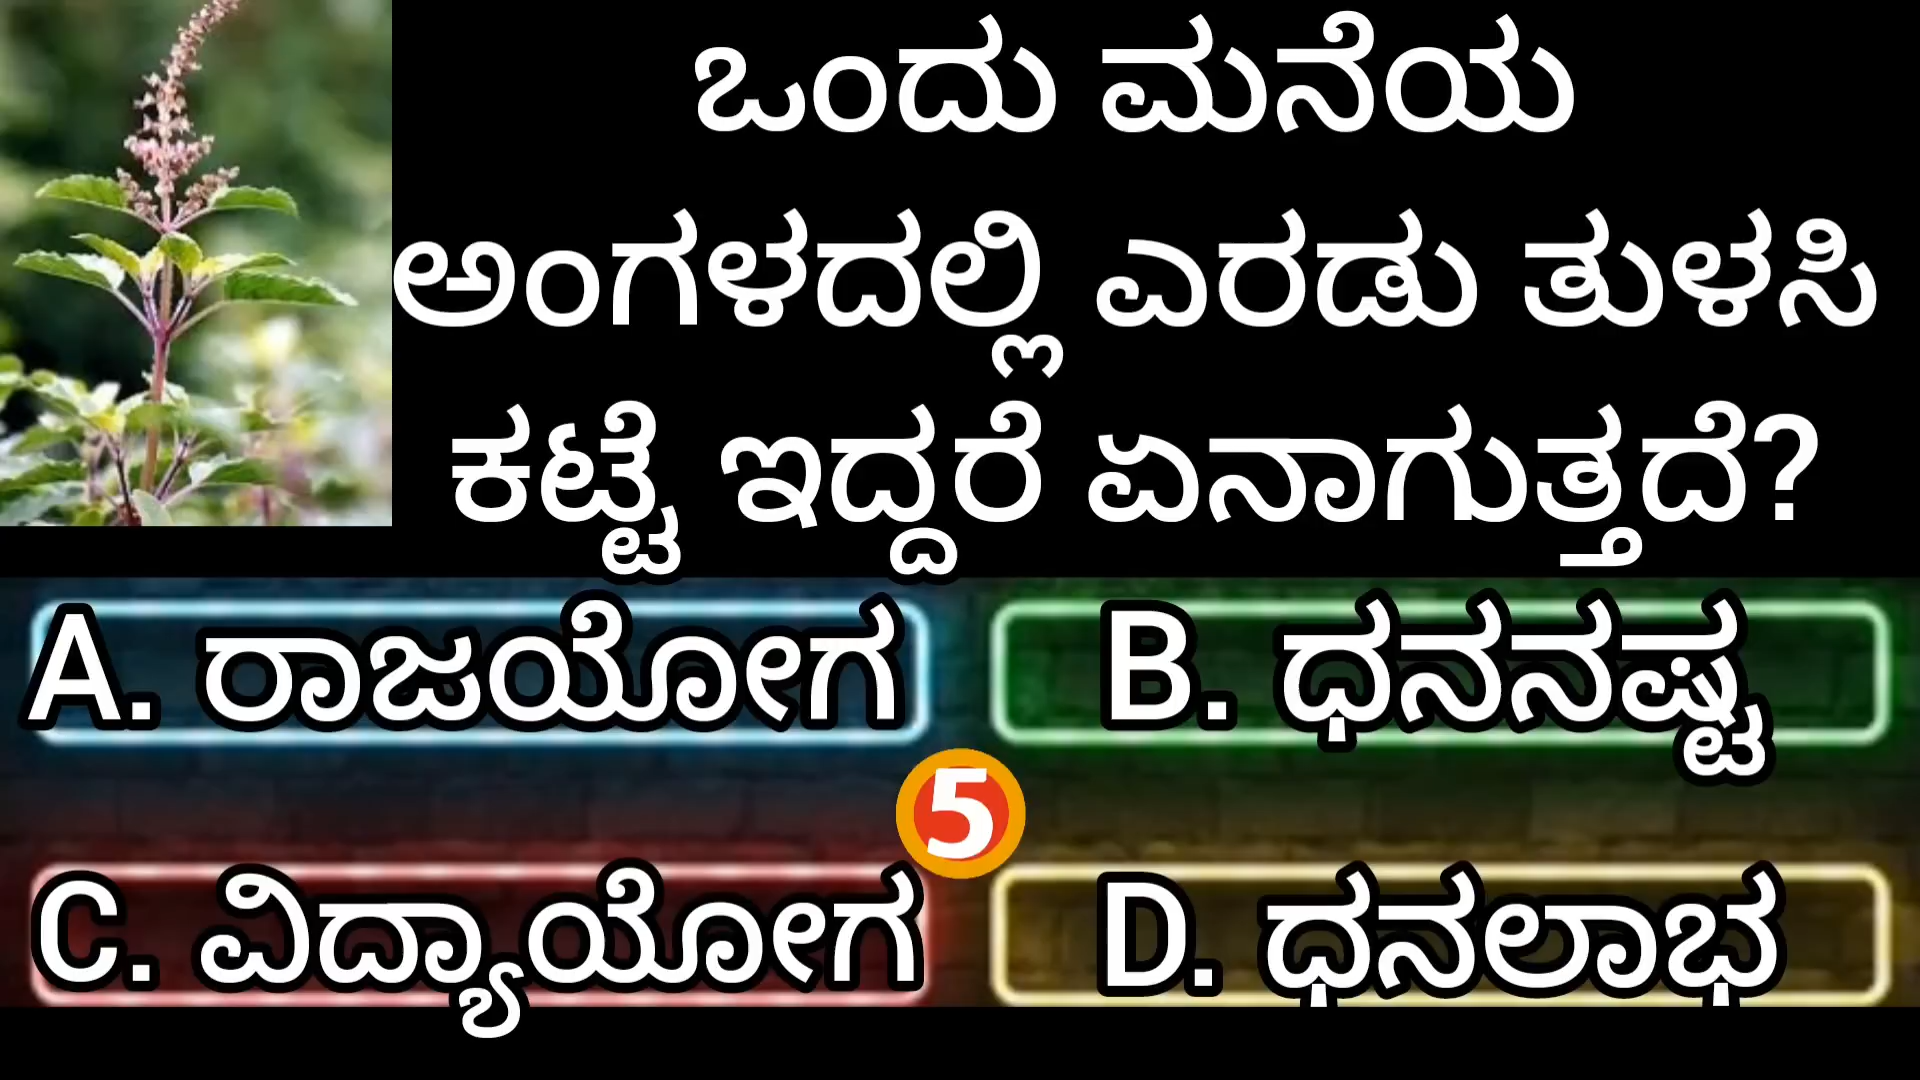 ಒಂದು ಮನೆಯ
ಅಂಗಳದಲ್ಲಿ ಎರಡು ತುಳಸಿ
ಕಟ್ಟೆ ಇದ್ದರೆ ಏನಾಗುತ್ತದೆ?
A. ರಾಜಯೋಗ
B. ಧನನಷ್ಟ
5
C. ವಿದ್ಯಾಯೋಗ
D. ಧನಲಾಭ